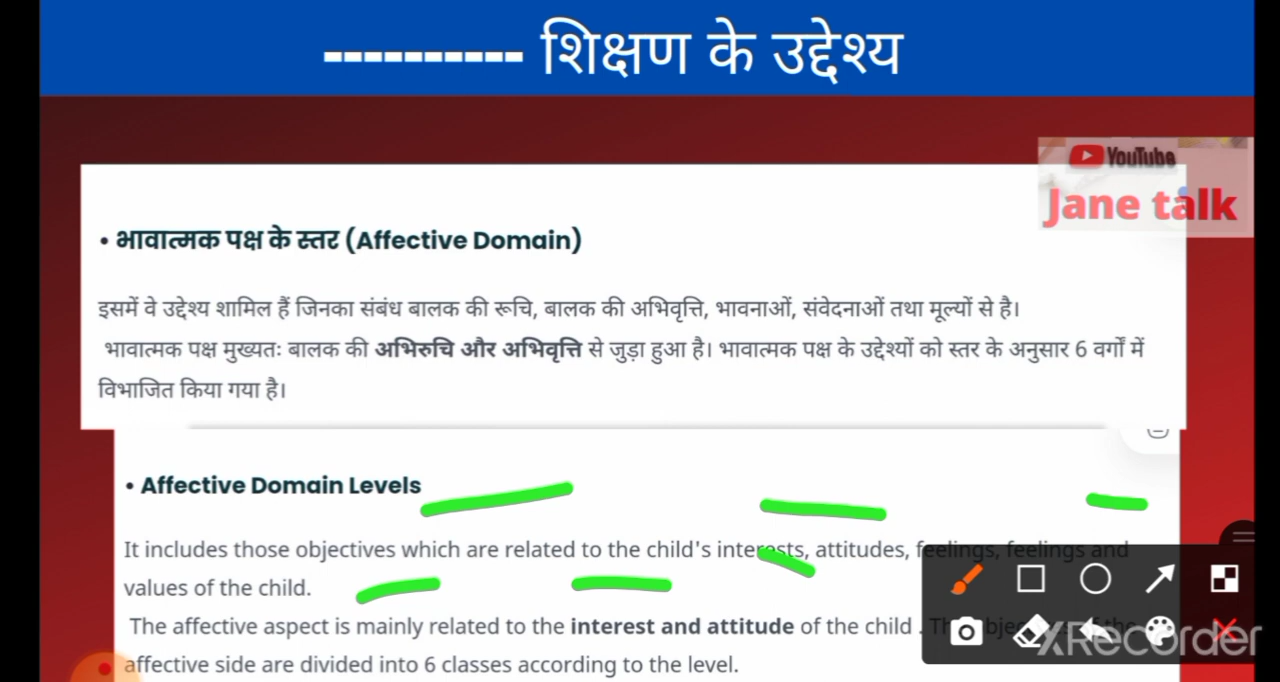 ---------- शिक्षण के उद्देश्य
YouTube
Jane talk
• भावात्मक पक्ष के स्तर (Affective Domain)
इसमें वे उद्देश्य शामिल हैं जिनका संबंध बालक की रूचि, बालक की अभिवृत्ति, भावनाओं, संवेदनाओं तथा मूल्यों से है।
भावात्मक पक्ष मुख्यतः बालक की अभिरुचि और अभिवृत्ति से जुड़ा हुआ है। भावात्मक पक्ष के उद्देश्यों को स्तर के अनुसार 6 वर्गों में
विभाजित किया गया है।
• Affective Domain Levels
It includes those objectives which are related to the child's interests, attitudes, feelings, feelings and
values of the child.
The affective aspect is mainly related to the interest and attitude of the child .
affective side are divided into 6 classes according to the level.
XRecorder